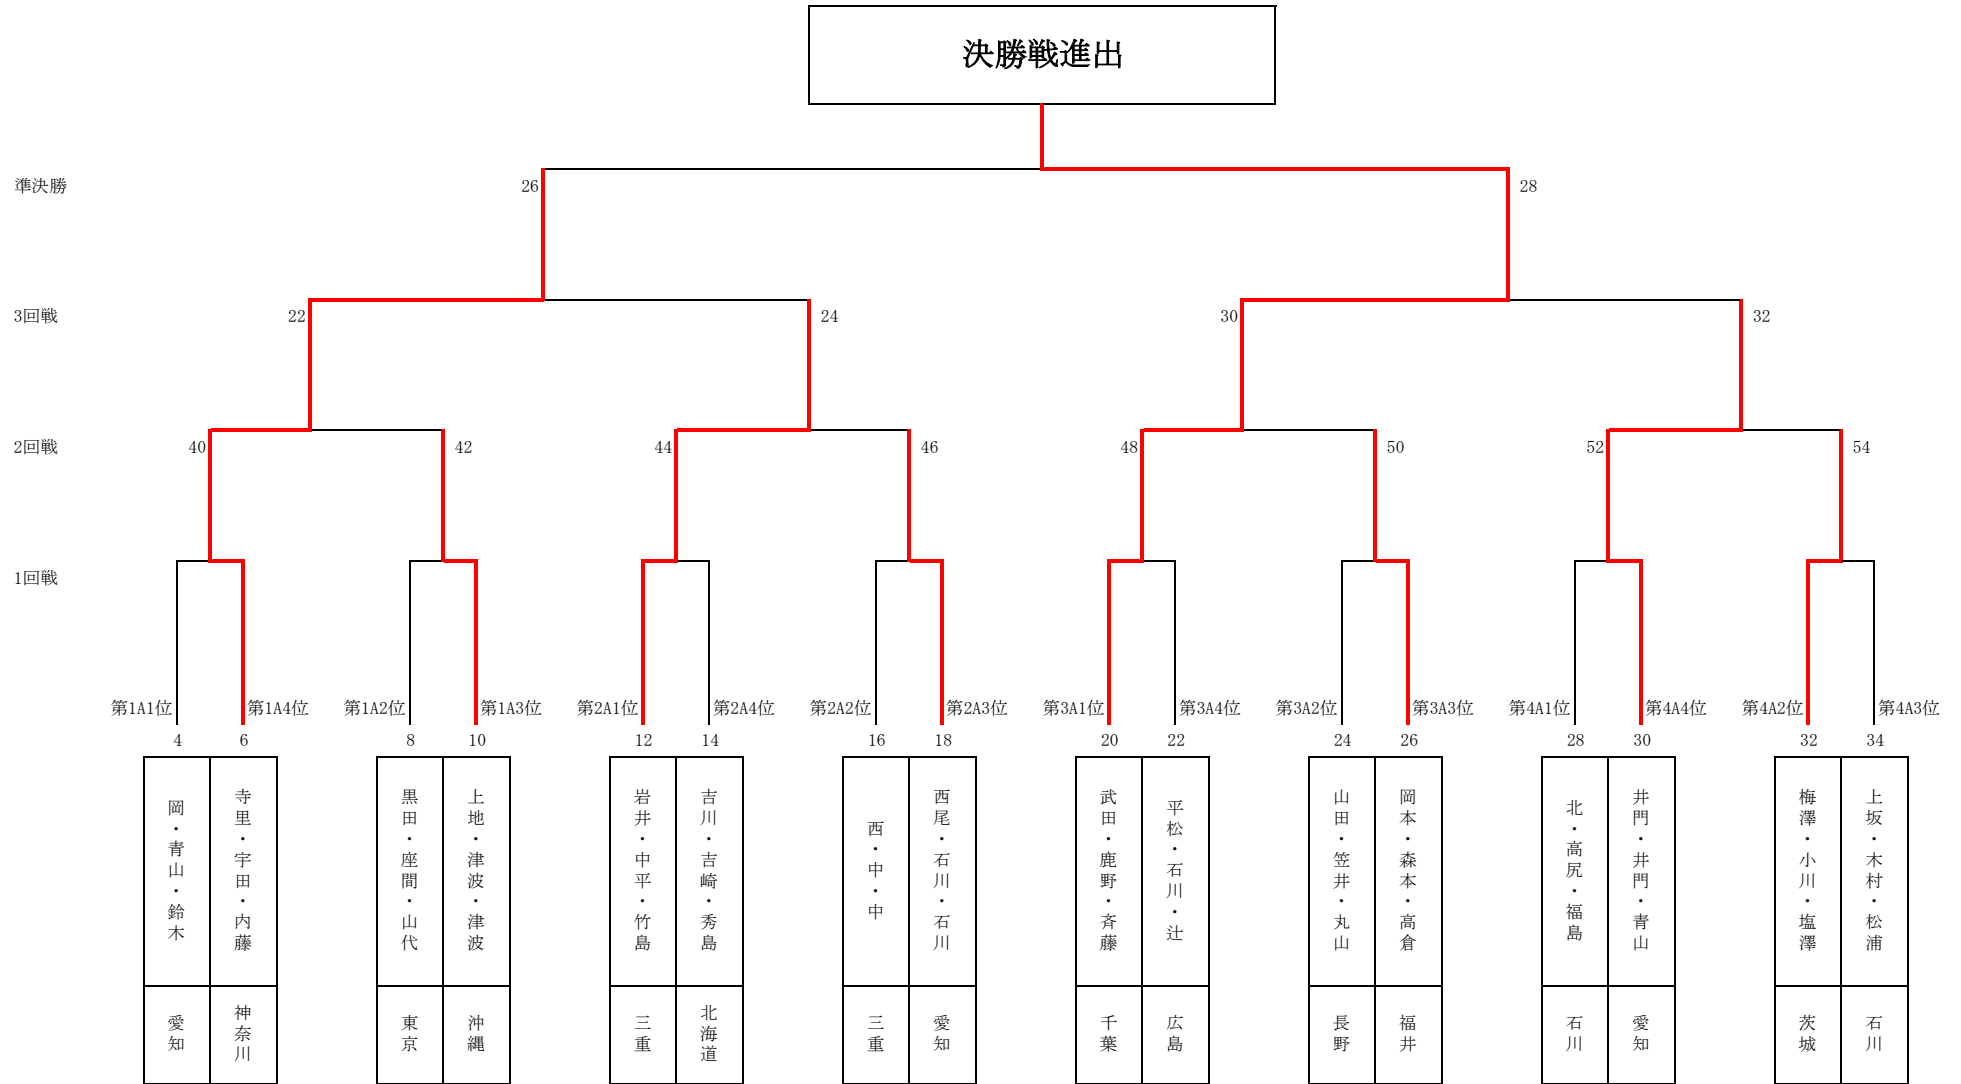 決勝戦進出
準決勝
26
28
3回戦
22
24
30
32
2回戦
40
42
44
46
48
50
52
54
1回戦
第1A1位
第1A4位
第1A2位
第1A3位
第2A1位
第2A4位
第2A2位
第2A3位
第3A1位
第3A4位
第3A2位
第3A3位
第4A1位
第4A4位
第4A2位
第4A3位
4
6
8
10
12
14
16
18
20
22
24
26
28
30
32
34
岡・青山・鈴木
寺里・宇田・内藤
黒田・座間・山代
上地・津波・津波
岩井・中平・竹島
吉川・吉崎・秀島
西・中・中
西尾・石川・石川
武田・鹿野・斉藤
平松・石川・辻
山田・笠井・丸山
岡本・森本・高倉
北・高尻・福島
井門・井門・青山
梅澤・小川・塩澤
上坂・木村・松浦
愛知
神奈川
東京
沖縄
三重
北海道
三重
愛知
千葉
広島
長野
福井
石川
愛知
茨城
石川